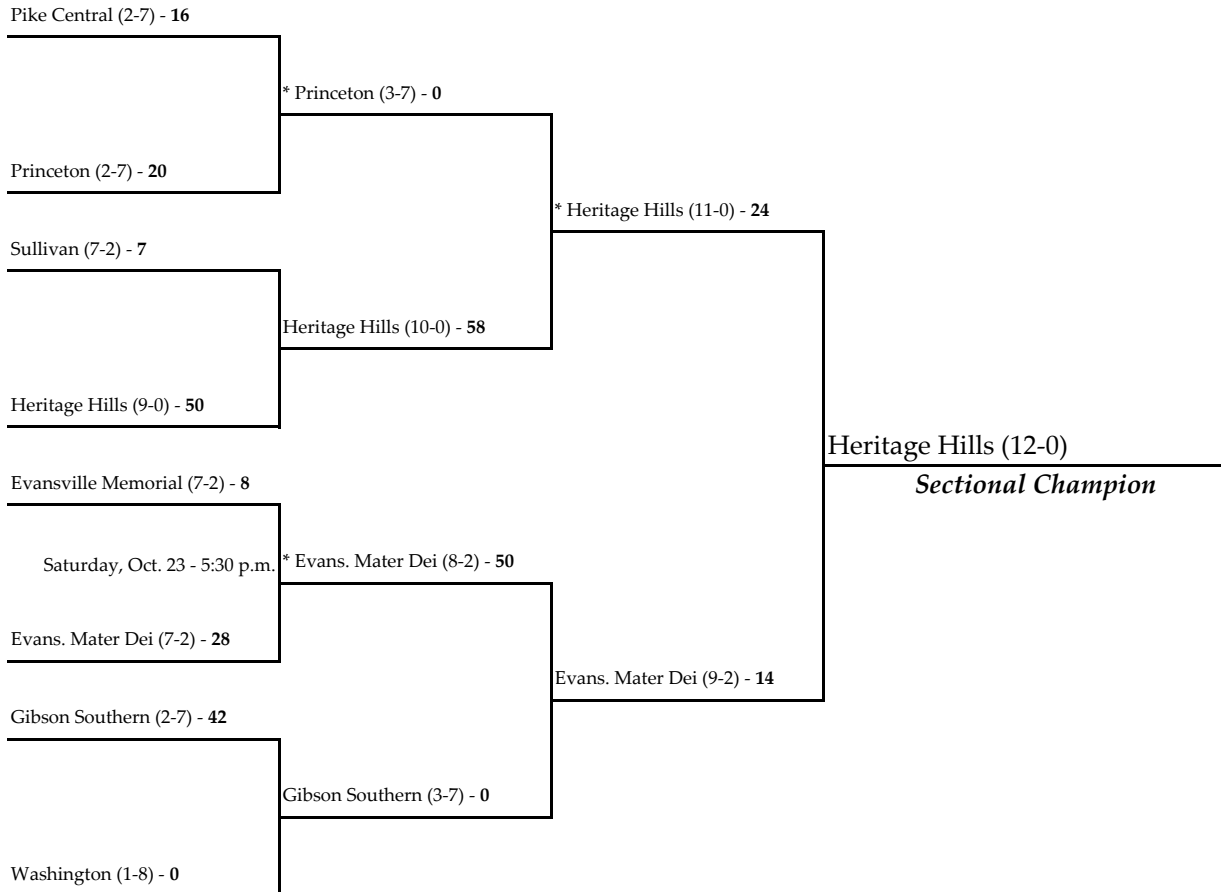 Pike Central (2-7) - 16
* Princeton (3-7) - 0
Princeton (2-7) - 20
* Heritage Hills (11-0) - 24
Sullivan (7-2) - 7
Heritage Hills (10-0) - 58
Heritage Hills (9-0) - 50
Heritage Hills (12-0)
Sectional Champion
Evansville Memorial (7-2) - 8
Saturday, Oct. 23 - 5:30 p.m.
* Evans. Mater Dei (8-2) - 50
Evans. Mater Dei (7-2) - 28
Evans. Mater Dei (9-2) - 14
Gibson Southern (2-7) - 42
Gibson Southern (3-7) - 0
Washington (1-8) - 0